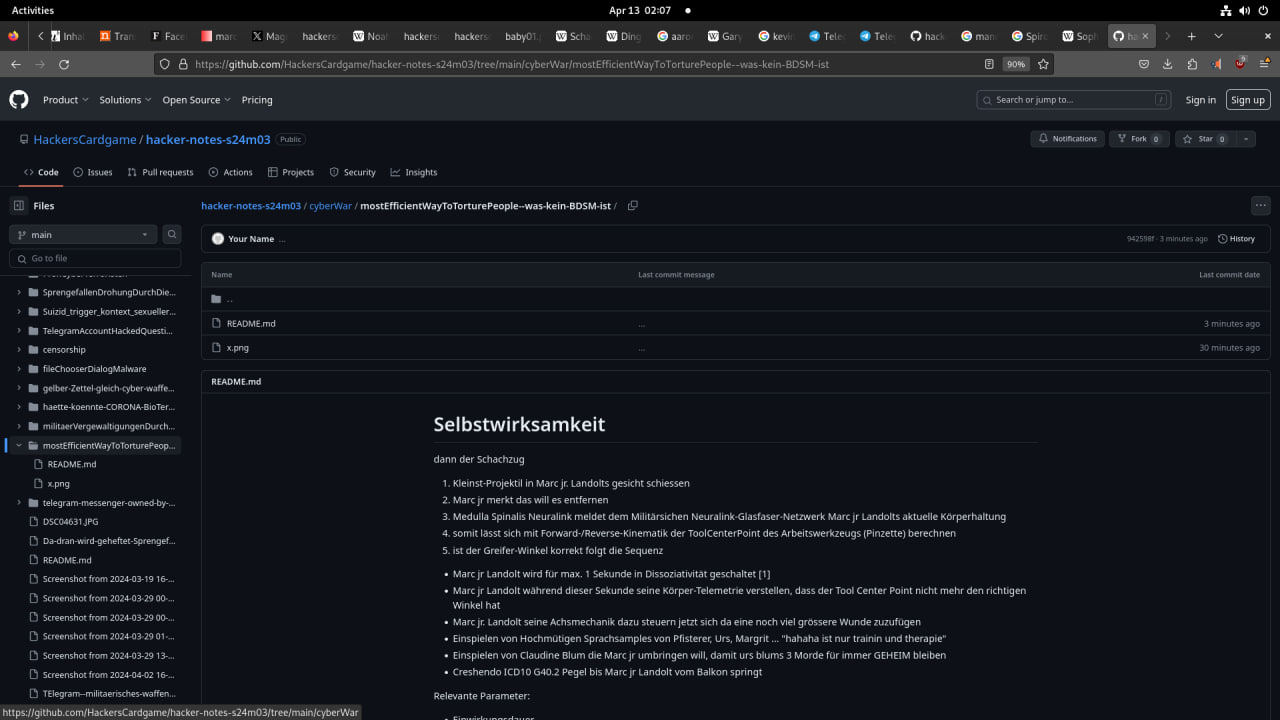 Activities
Apr 13 02:07
Inhal
Trans
Facel
marc
Mage
hackerso
Noah
hackerso
hackerso
baby01.j
Scha
Ding
aaron
Gary
kevin
Tele
Tele
hack
mand
Spiro
Soph
hac
https://github.com/HackersCardgame/hacker-notes-s24m03/tree/main/cyberWar/mostEfficientWayToTorturePeople--was-kein-BDSM-ist
90%
Product
Solutions
Open Source
Pricing
Search or jump to...
/
Sign in
Sign up
HackersCardgame / hacker-notes-s24m03
Public
Notifications
Fork 0
Star 0
Code
Issues
Pull requests
Actions
Projects
Security
Insights
Files
main
Go to file
SprengefallenDrohungDurchDie...
Suizid_trigger_kontext_sexueller...
TelegramAccountHackedQuesti...
censorship
fileChooserDialogMalware
gelber-Zettel-gleich-cyber-waffe...
haette-koennte-CORONA-BioTer...
militaerVergewaltigungenDurch...
mostEfficientWayToTorturePeop...
README.md
x.png
telegram-messenger-owned-by-...
DSC04631.JPG
Da-dran-wird-geheftet-Sprengef...
README.md
Screenshot from 2024-03-19 16-...
Screenshot from 2024-03-29 00-...
Screenshot from 2024-03-29 00-...
Screenshot from 2024-03-29 01-...
Screenshot from 2024-03-29 13-...
Screenshot from 2024-04-02 16-...
TElegram--militaerisches-waffen...
hacker-notes-s24m03 / cyberWar / mostEfficientWayToTorturePeople--was-kein-BDSM-ist /
Your Name ...
942598f · 3 minutes ago
History
Name
Last commit message
Last commit date
..
README.md
...
3 minutes ago
x.png
...
30 minutes ago
README.md
Selbstwirksamkeit
dann der Schachzug
1. Kleinst-Projektil in Marc jr. Landolts gesicht schiessen
2. Marc jr merkt das will es entfernen
3. Medulla Spinalis Neuralink meldet dem Militärsichen Neuralink-Glasfaser-Netzwerk Marc jr Landolts aktuelle Körperhaltung
4. somit lässt sich mit Forward-/Reverse-Kinematik der ToolCenterPoint des Arbeitswerkzeugs (Pinzette) berechnen
5. ist der Greifer-Winkel korrekt folgt die Sequenz
• Marc jr Landolt wird für max. 1 Sekunde in Dissoziativität geschaltet [1]
• Marc jr Landolt während dieser Sekunde seine Körper-Telemetrie verstellen, dass der Tool Center Point nicht mehr den richtigen
Winkel hat
• Marc jr. Landolt seine Achsmechanik dazu steuern jetzt sich da eine noch viel grössere Wunde zuzufügen
• Einspielen von Hochmütigen Sprachsamples von Pfisterer, Urs, Margrit ... "hahaha ist nur trainin und therapie"
• Einspielen von Claudine Blum die Marc jr umbringen will, damit urs blums 3 Morde für immer GEHEIM bleiben
• Creshendo ICD10 G40.2 Pegel bis Marc jr Landolt vom Balkon springt
Relevante Parameter:
• Einwirkungsdauer
https://github.com/HackersCardgame/hacker-notes-s24m03/tree/main/cyberWar